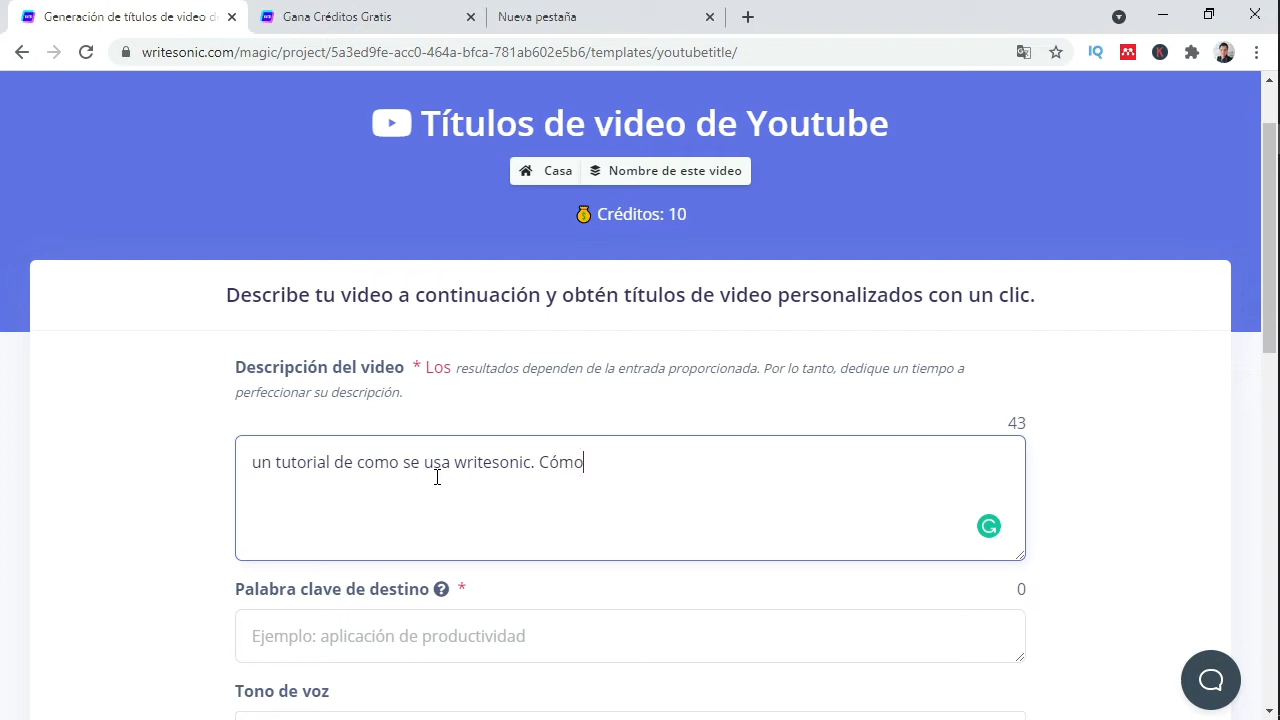 Generación de títulos de video d
Gana Créditos Gratis
Nueva pestaña
writesonic.com/magic/project/5a3ed9fe-acc0-464a-bfca-781ab602e5b6/templates/youtubetitle/
IQ
K
Títulos de video de Youtube
Casa
Nombre de este video
Créditos: 10
Describe tu video a continuación y obtén títulos de video personalizados con un clic.
Descripción del video * Los resultados dependen de la entrada proporcionada. Por lo tanto, dedique un tiempo a
perfeccionar su descripción.
43
un tutorial de como se usa writesonic. Cómo
Palabra clave de destino ? *
0
Ejemplo: aplicación de productividad
Tono de voz